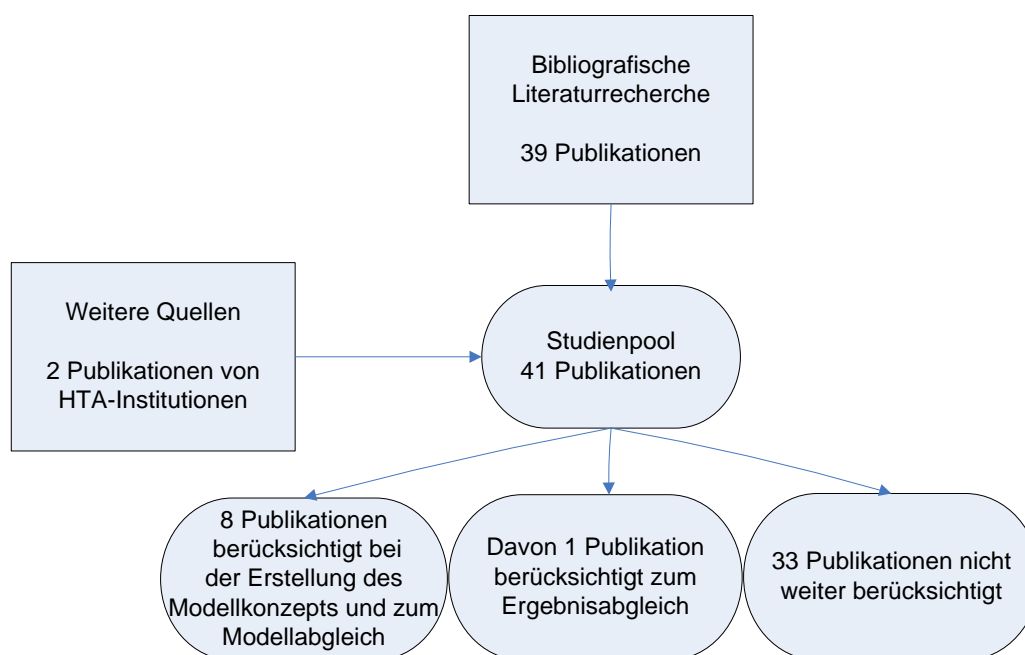 Bibliografische
Literaturrecherche
39 Publikationen
Weitere Quellen
2 Publikationen von
HTA-Institutionen
Studienpool
41 Publikationen
8 Publikationen
berücksichtigt bei
der Erstellung des
Modellkonzepts und zum
Modellabgleich
Davon 1 Publikation
berücksichtigt zum
Ergebnisabgleich
33 Publikationen nicht
weiter berücksichtigt